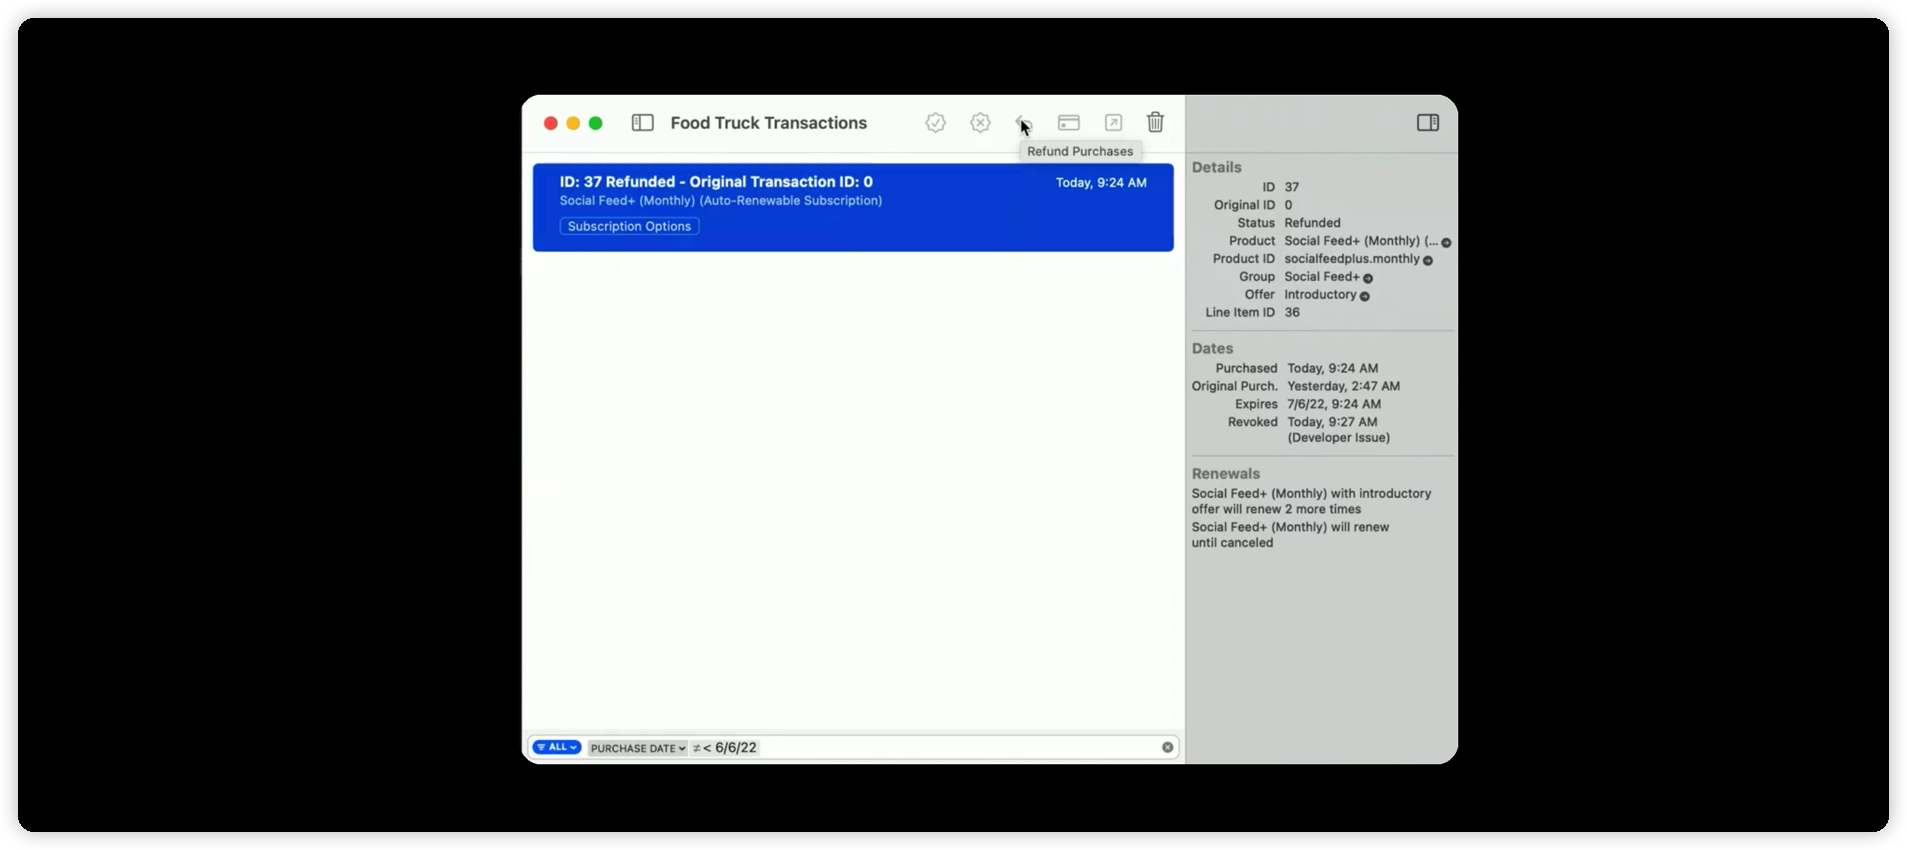 Food Truck Transactions
Refund Purchases
ID: 37 Refunded - Original Transaction ID: 0
Today, 9:24 AM
Social Feed+ (Monthly) (Auto-Renewable Subscription)
Subscription Options
ALL
PURCHASE DATE
≠< 6/6/22
Details
ID 37
Original ID 0
Status Refunded
Product Social Feed+ (Monthly) (...
Product ID socialfeedplus.monthly
Group Social Feed+
Offer Introductory
Line Item ID 36
Dates
Purchased Today, 9:24 AM
Original Purch. Yesterday, 2:47 AM
Expires 7/6/22, 9:24 AM
Revoked Today, 9:27 AM
(Developer Issue)
Renewals
Social Feed+ (Monthly) with introductory
offer will renew 2 more times
Social Feed+ (Monthly) will renew
until canceled